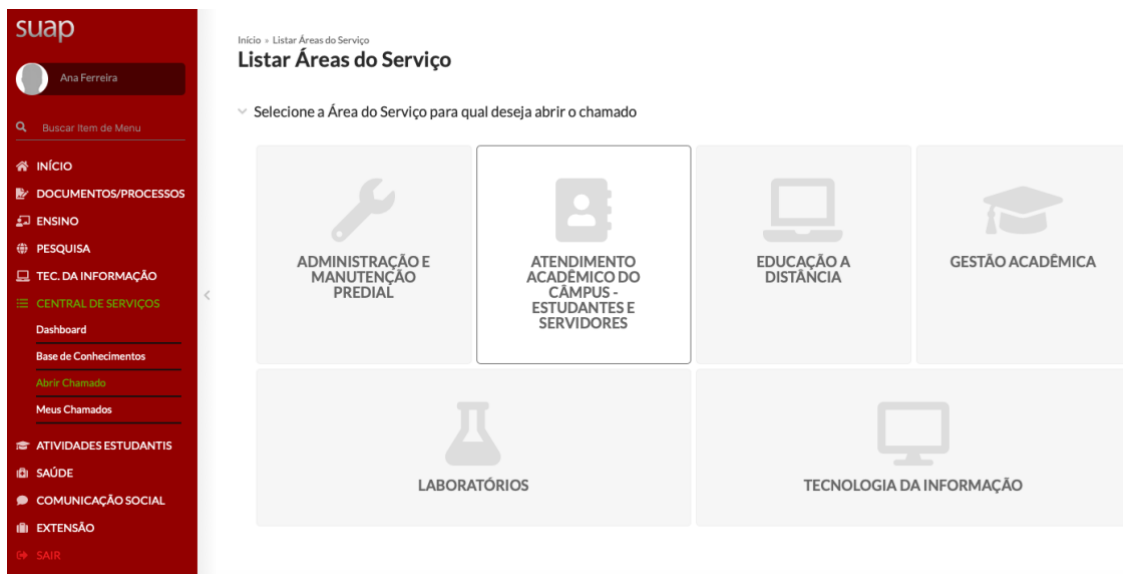 suap
Ana Ferreira
Buscar Item de Menu
INÍCIO
DOCUMENTOS/PROCESSOS
ENSINO
PESQUISA
TEC. DA INFORMAÇÃO
CENTRAL DE SERVIÇOS
Dashboard
Base de Conhecimentos
Abrir Chamado
Meus Chamados
ATIVIDADES ESTUDANTIS
SAÚDE
COMUNICAÇÃO SOCIAL
EXTENSÃO
SAIR
Início » Listar Áreas do Serviço
Listar Áreas do Serviço
Selecione a Área do Serviço para qual deseja abrir o chamado
ADMINISTRAÇÃO E
MANUTENÇÃO
PREDIAL
ATENDIMENTO
ACADÊMICO DO
CÂMPUS -
ESTUDANTES E
SERVIDORES
EDUCAÇÃO A
DISTÂNCIA
GESTÃO ACADÊMICA
LABORATÓRIOS
TECNOLOGIA DA INFORMAÇÃO